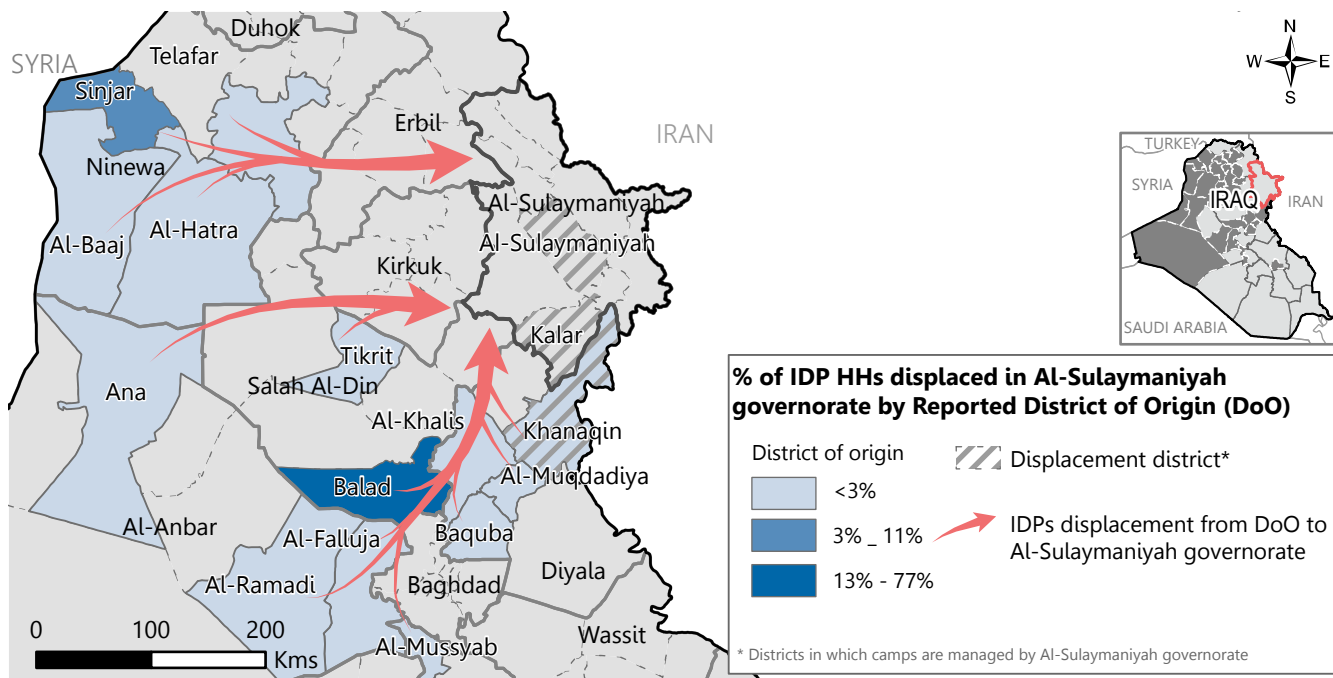 Duhok
Telafar
SYRIA
Sinjar
Erbil
IRAN
Ninewa
Al-Sulaymaniyah
Al-Baaj
Al-Hatra
Al-Sulaymaniyah
Kirkuk
Kalar
Tikrit
Ana
Salah Al-Din
Al-Khalis
Khanaqin
Al-Muqdadiya
Balad
Al-Anbar
Al-Falluja
Baquba
Al-Ramadi
Baghdad
Diyala
Wassit
Al-Mussyab
0 100 200
Kms
N
W E
S
TURKEY
SYRIA
IRAQ
IRAN
SAUDI ARABIA
% of IDP HHs displaced in Al-Sulaymaniyah
governorate by Reported District of Origin (DoO)
District of origin
<3%
3% _ 11%
13% - 77%
Displacement district*
IDPs displacement from DoO to
Al-Sulaymaniyah governorate
* Districts in which camps are managed by Al-Sulaymaniyah governorate